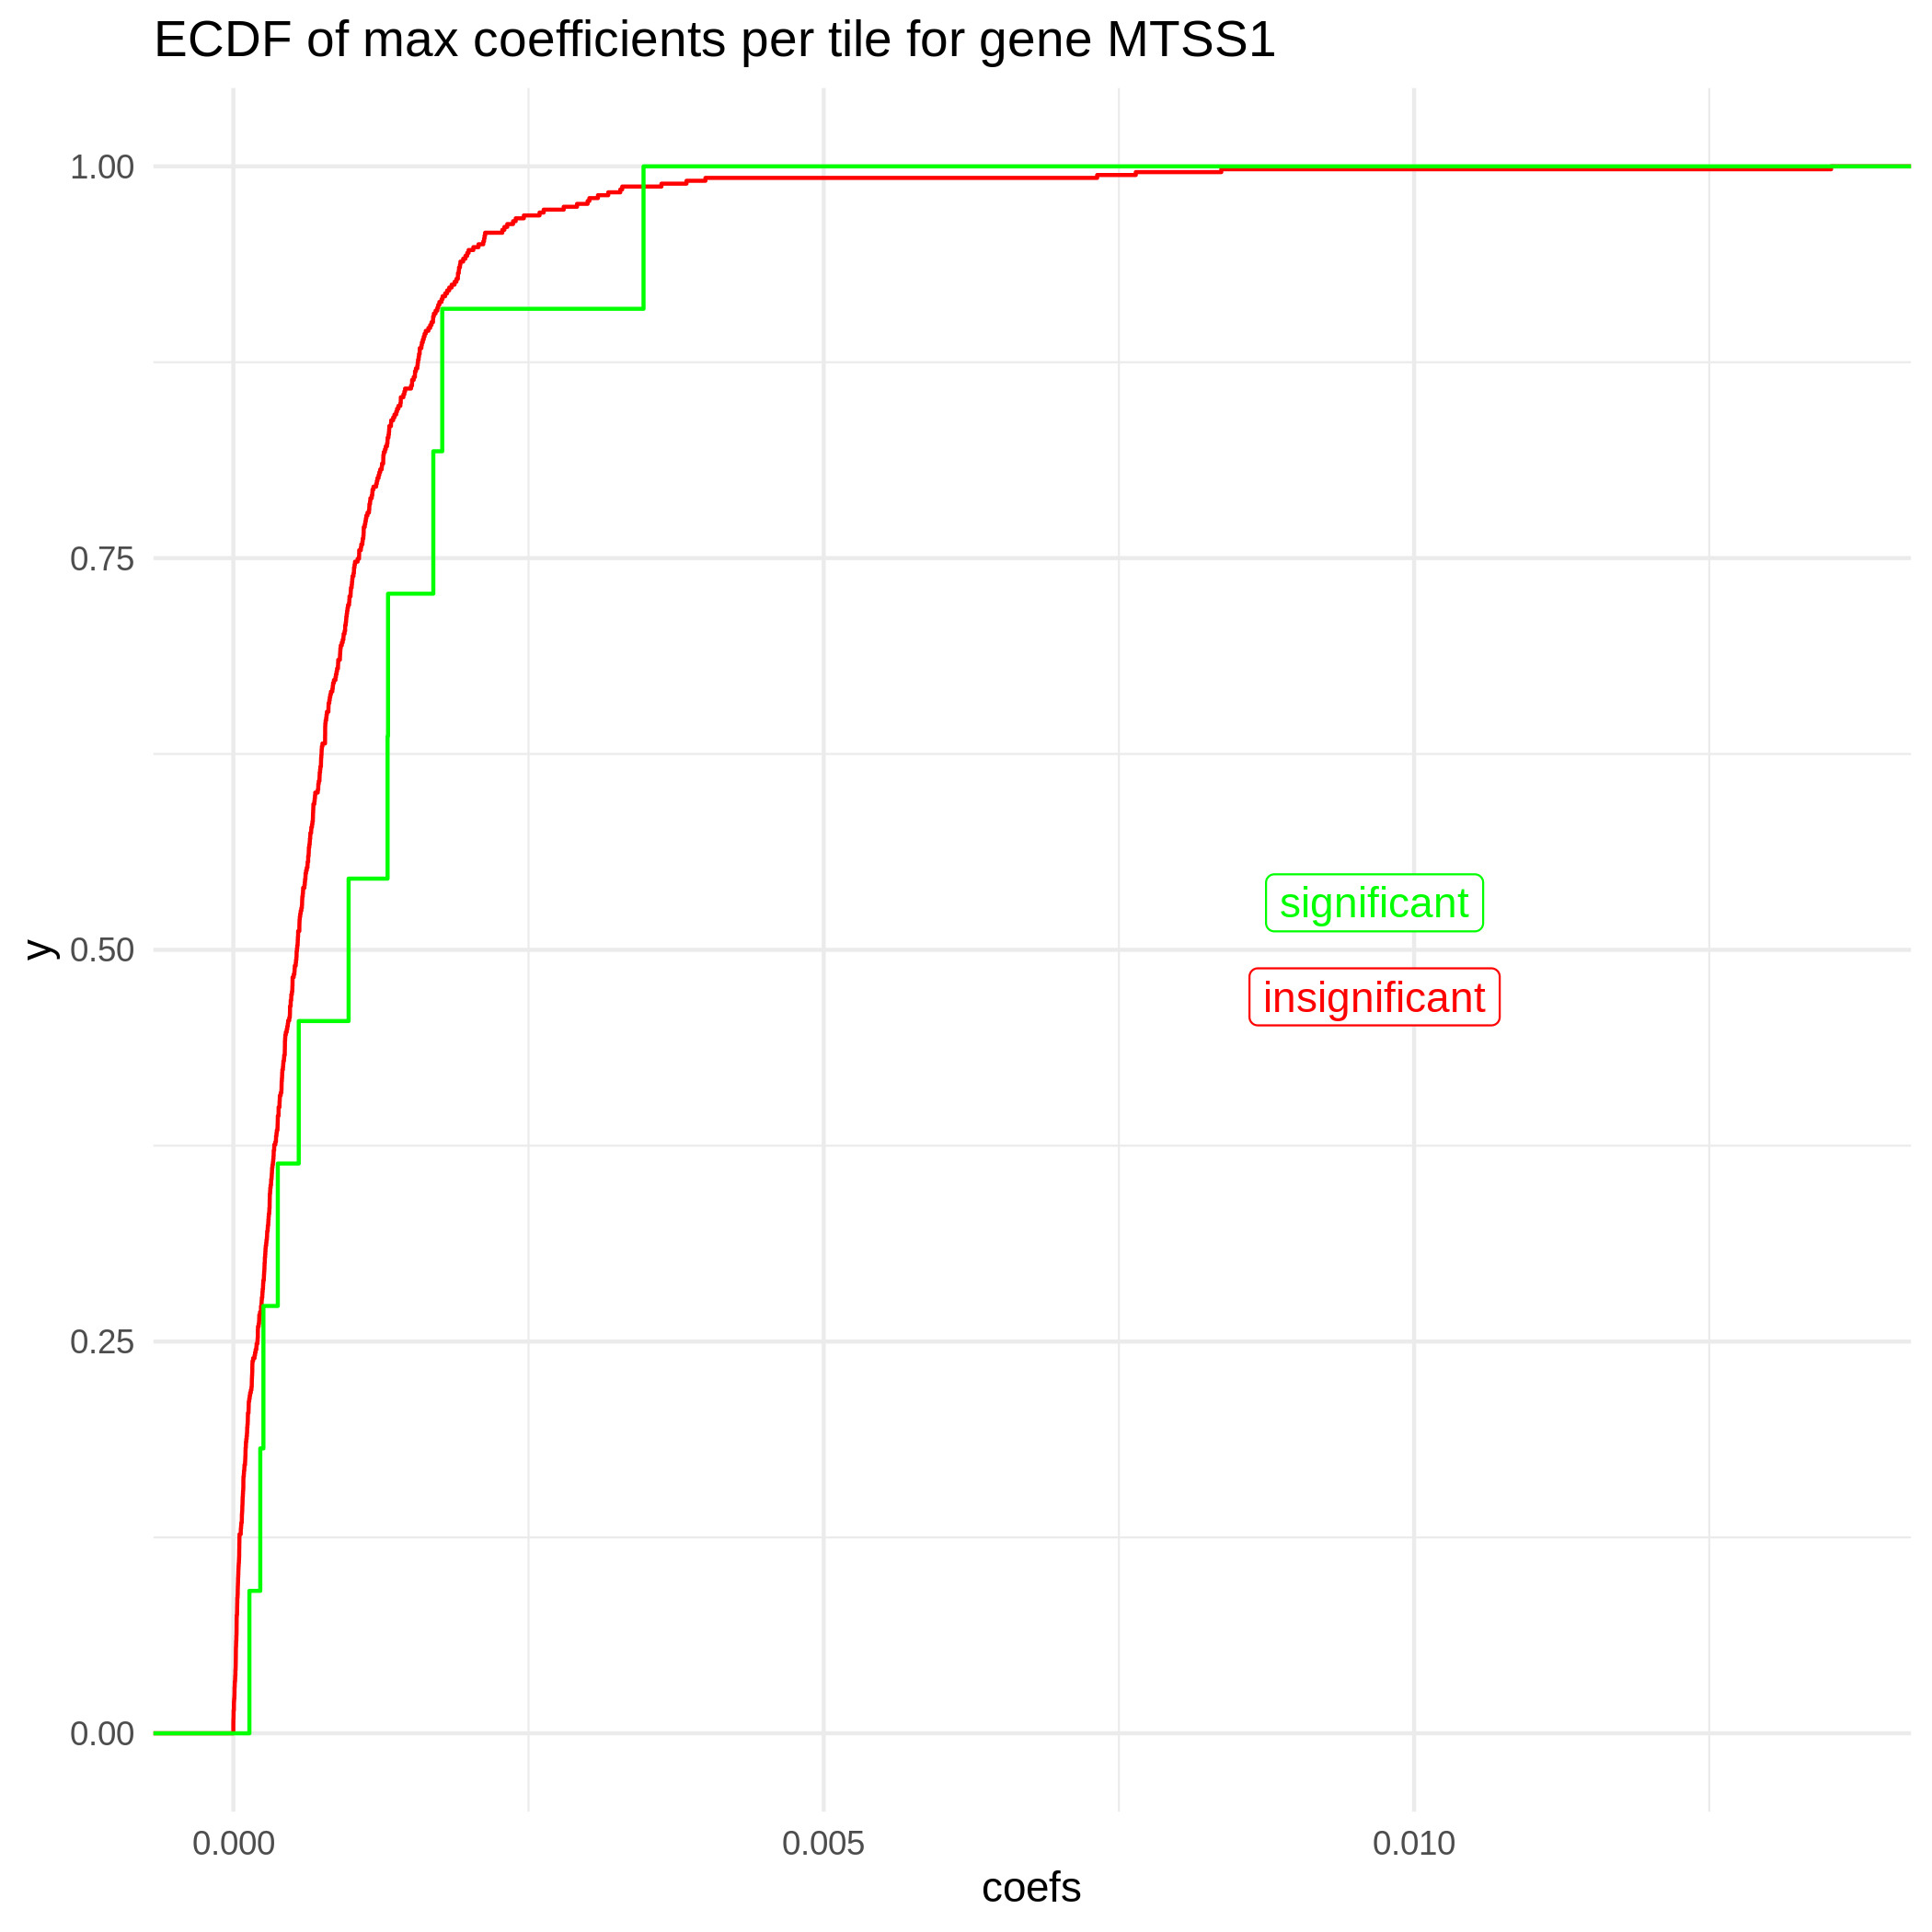 ECDF of max coefficients per tile for gene MTSS1
1.00
0.75
0.50
0.25
0.00
y
significant
insignificant
0.000
0.005
0.010
coefs